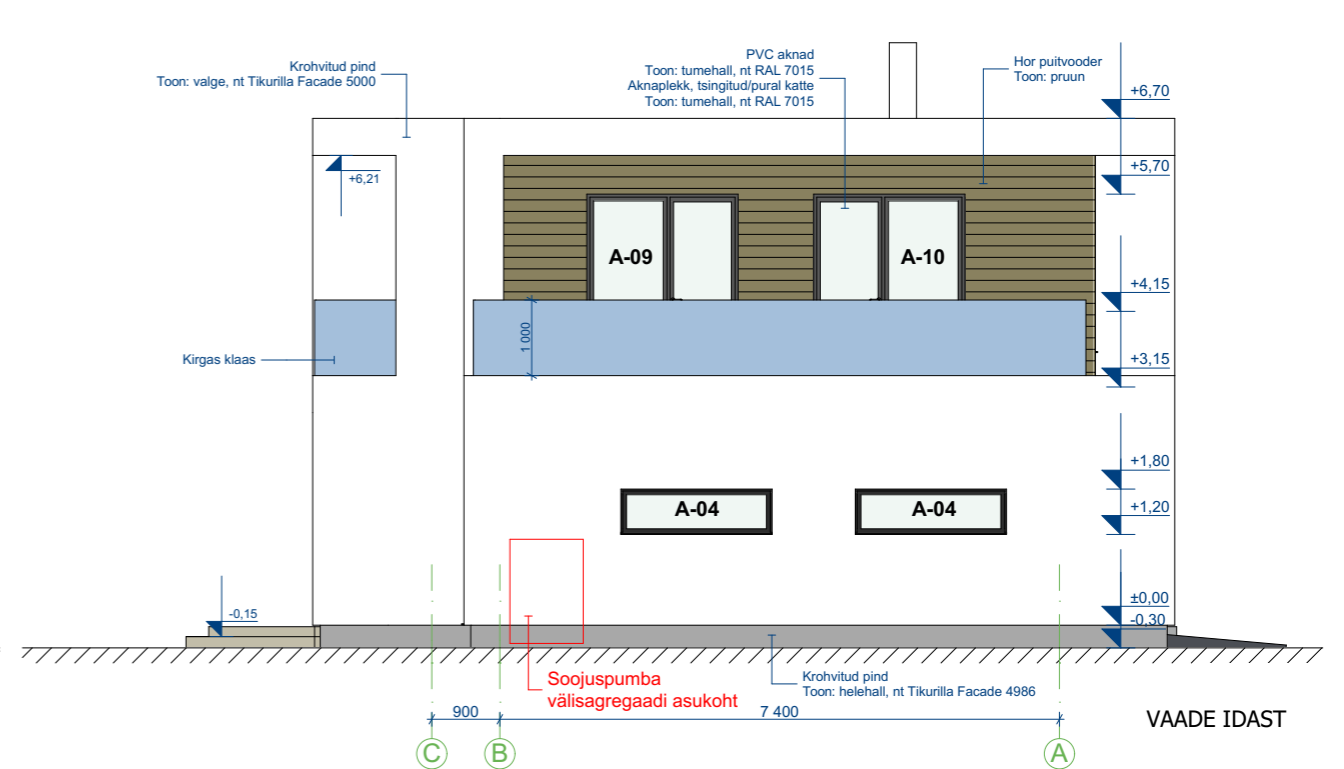 Krohvitud pind
Toon: valge, nt Tikurilla Facade 5000
PVC aknad
Toon: tumehall, nt RAL 7015
Aknaplekk, tsingitud/pural katte
Toon: tumehall, nt RAL 7015
Hor puitvooder
Toon: pruun
+6,70
+6,21
+5,70
A-09
A-10
+4,15
1 000
Kirgas klaas
+3,15
+1,80
A-04
A-04
+1,20
±0,00
-0,15
-0,30
Soojuspumba
välisagregaadi asukoht
Krohvitud pind
Toon: helehall, nt Tikurilla Facade 4986
900
7 400
VAADE IDAST
C
B
A